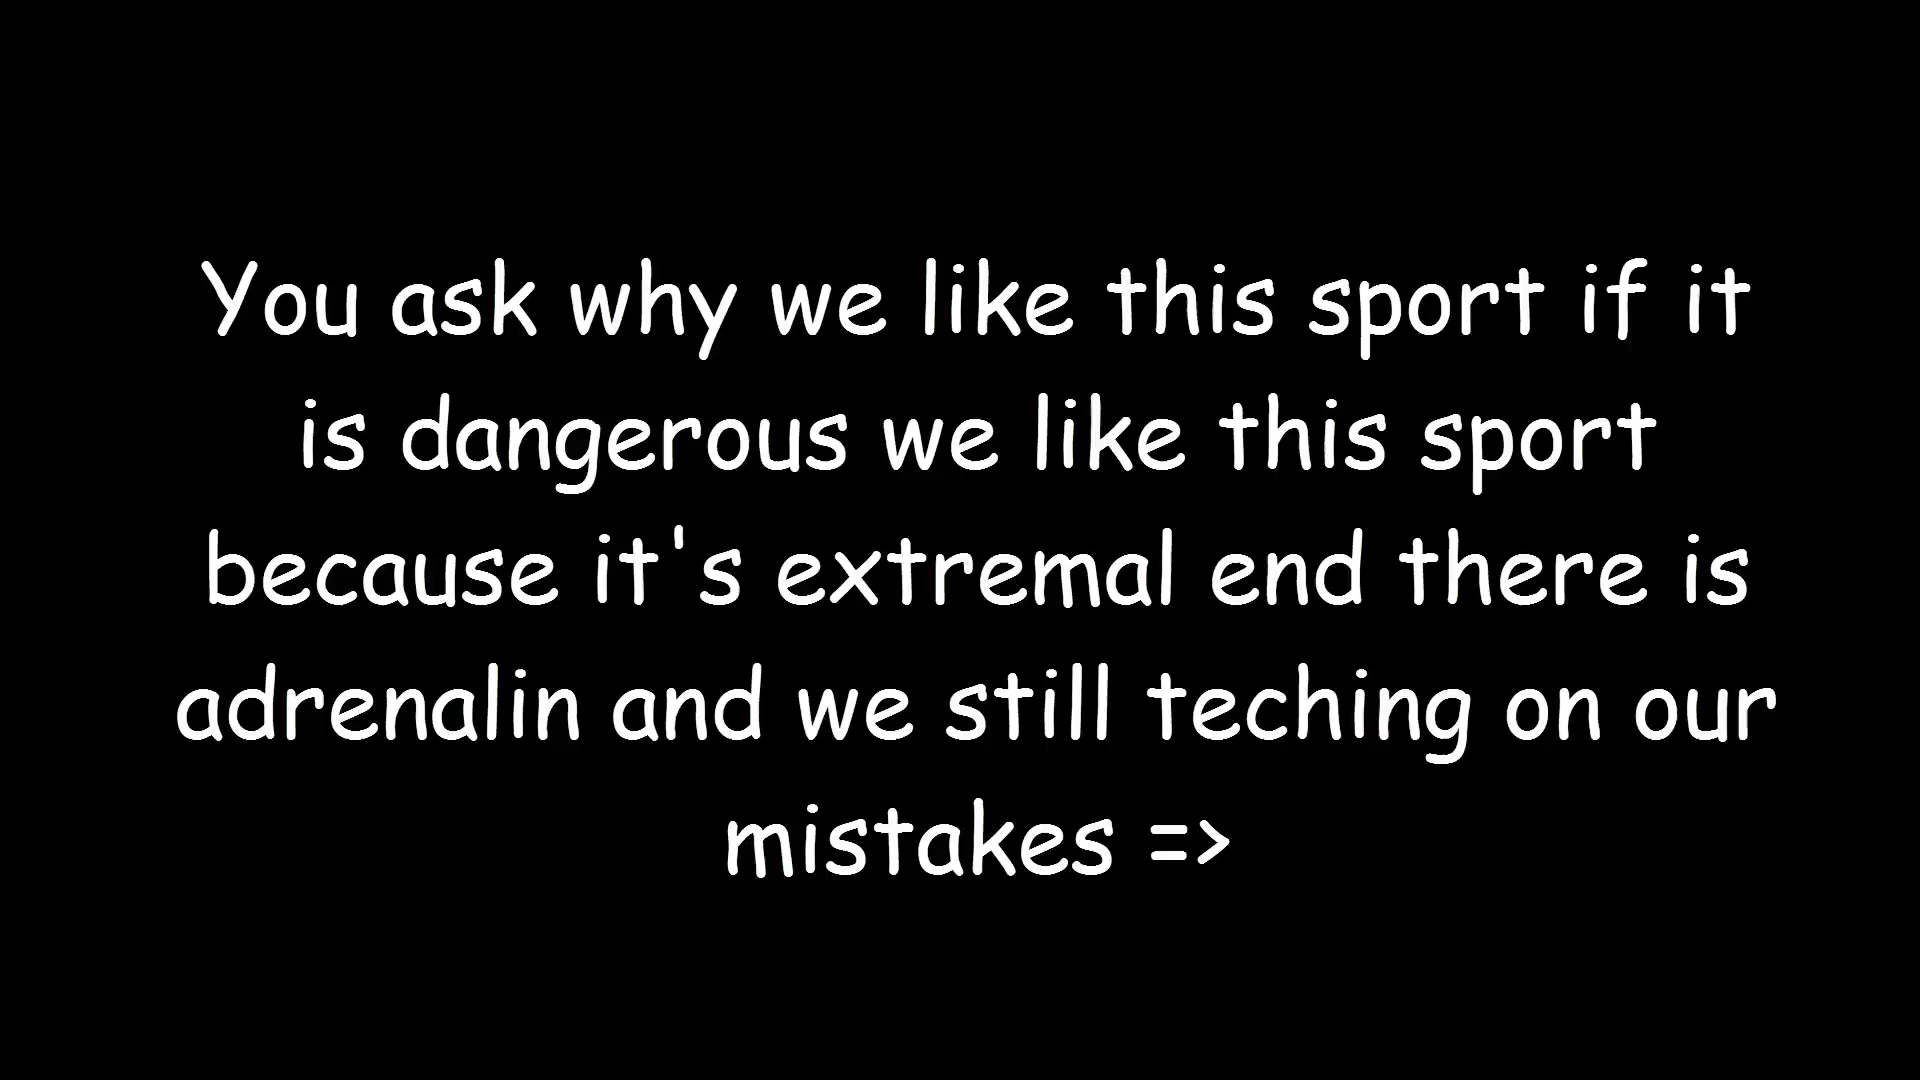 You ask why we like this sport if it
is dangerous we like this sport
because it's extremal end there is
adrenalin and we still teching on our
mistakes =>